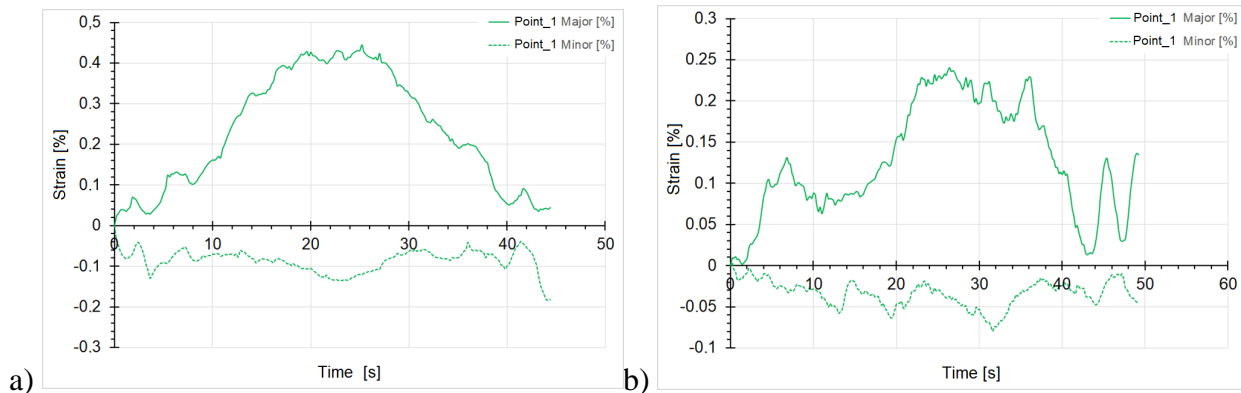 a)
0.5
0.4
0.3
0.2
0.1
0
-0.1
-0.2
-0.3
Strain [%]
0 10 20 30 40 50
Time [s]
Point_1 Major [%]
Point_1 Minor [%]
b)
0.3
0.25
0.2
0.15
0.1
0.05
0
-0.05
-0.1
Strain [%]
0 10 20 30 40 50 60
Time [s]
Point_1 Major [%]
Point_1 Minor [%]